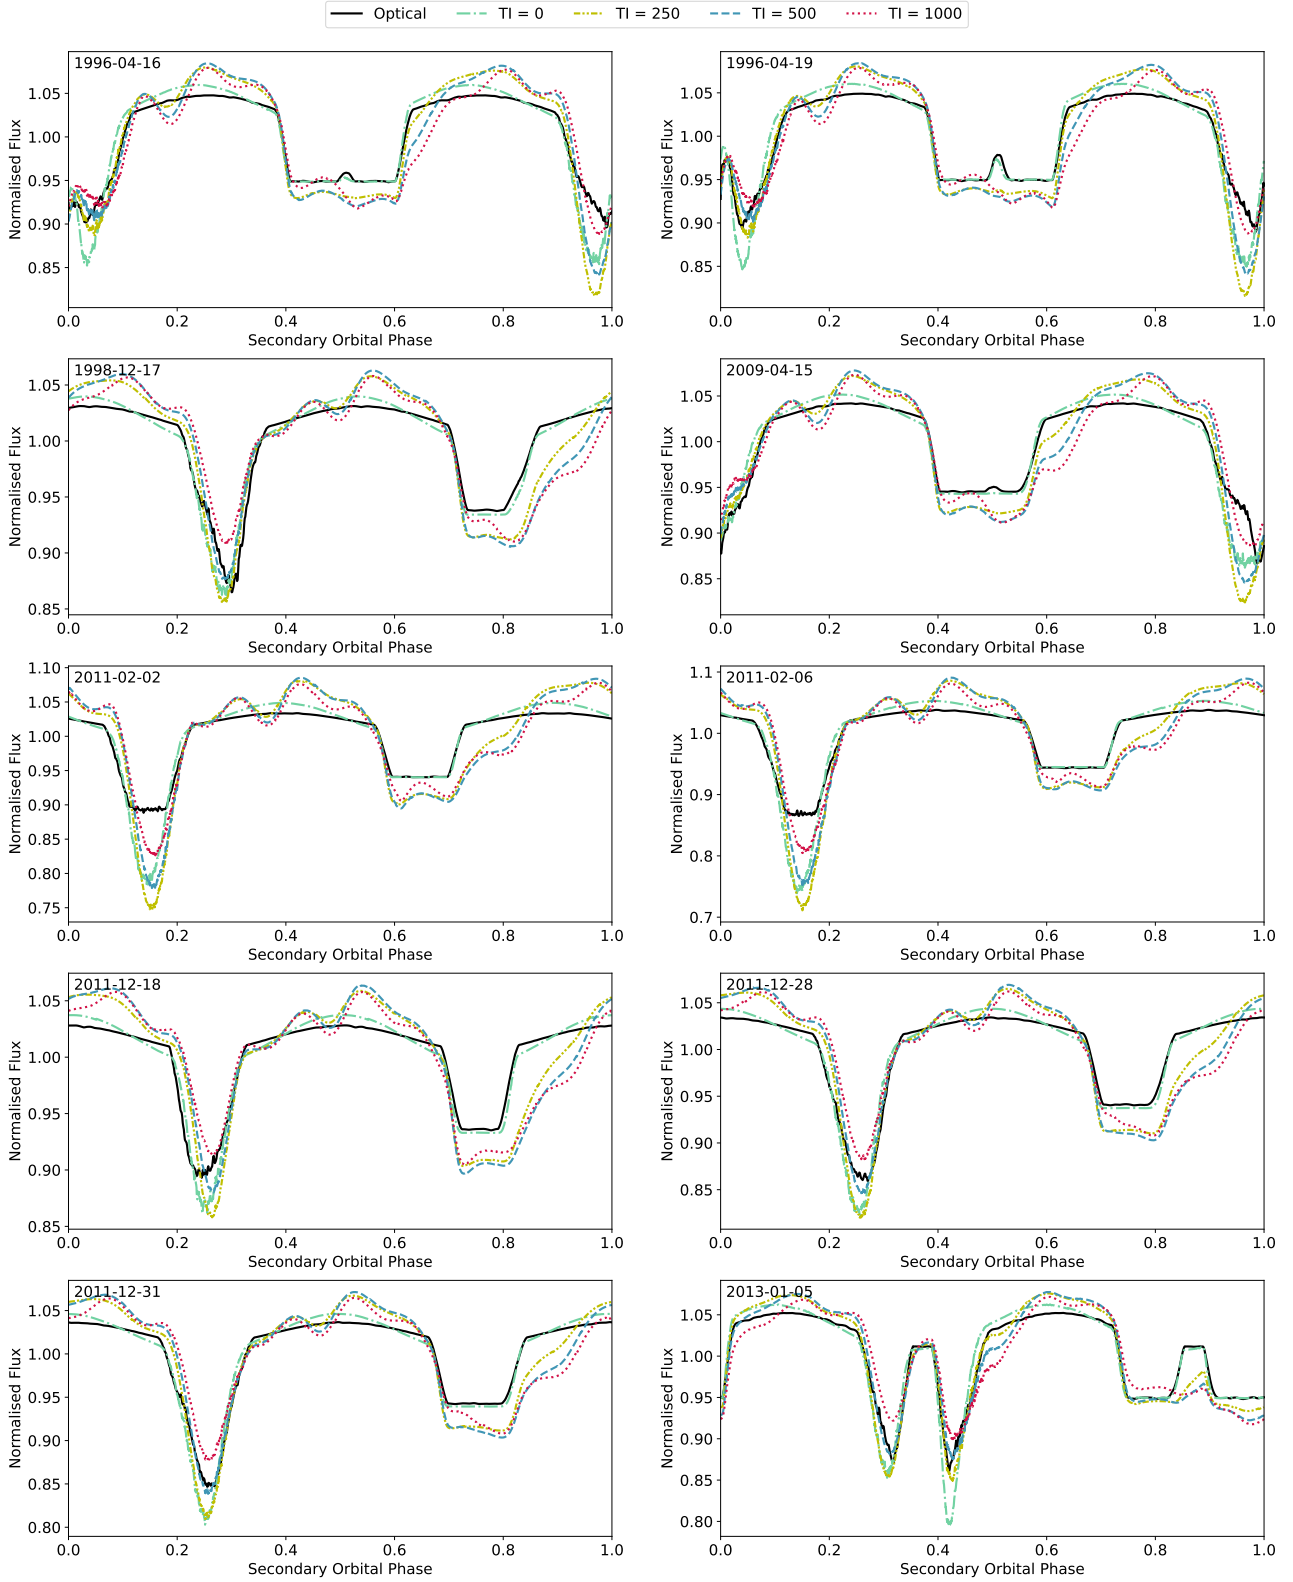 Optical TI = 0 TI = 250 TI = 500 TI = 1000
1996-04-16
Normalised Flux
1.05
1.00
0.95
0.90
0.85
0.0 0.2 0.4 0.6 0.8 1.0
Secondary Orbital Phase
1996-04-19
Normalised Flux
1.05
1.00
0.95
0.90
0.85
0.0 0.2 0.4 0.6 0.8 1.0
Secondary Orbital Phase
1998-12-17
Normalised Flux
1.05
1.00
0.95
0.90
0.85
0.0 0.2 0.4 0.6 0.8 1.0
Secondary Orbital Phase
2009-04-15
Normalised Flux
1.05
1.00
0.95
0.90
0.85
0.0 0.2 0.4 0.6 0.8 1.0
Secondary Orbital Phase
2011-02-02
Normalised Flux
1.10
1.05
1.00
0.95
0.90
0.85
0.80
0.75
0.0 0.2 0.4 0.6 0.8 1.0
Secondary Orbital Phase
2011-02-06
Normalised Flux
1.1
1.0
0.9
0.8
0.7
0.0 0.2 0.4 0.6 0.8 1.0
Secondary Orbital Phase
2011-12-18
Normalised Flux
1.05
1.00
0.95
0.90
0.85
0.0 0.2 0.4 0.6 0.8 1.0
Secondary Orbital Phase
2011-12-28
Normalised Flux
1.05
1.00
0.95
0.90
0.85
0.0 0.2 0.4 0.6 0.8 1.0
Secondary Orbital Phase
2011-12-31
Normalised Flux
1.05
1.00
0.95
0.90
0.85
0.80
0.0 0.2 0.4 0.6 0.8 1.0
Secondary Orbital Phase
2013-01-05
Normalised Flux
1.05
1.00
0.95
0.90
0.85
0.80
0.0 0.2 0.4 0.6 0.8 1.0
Secondary Orbital Phase